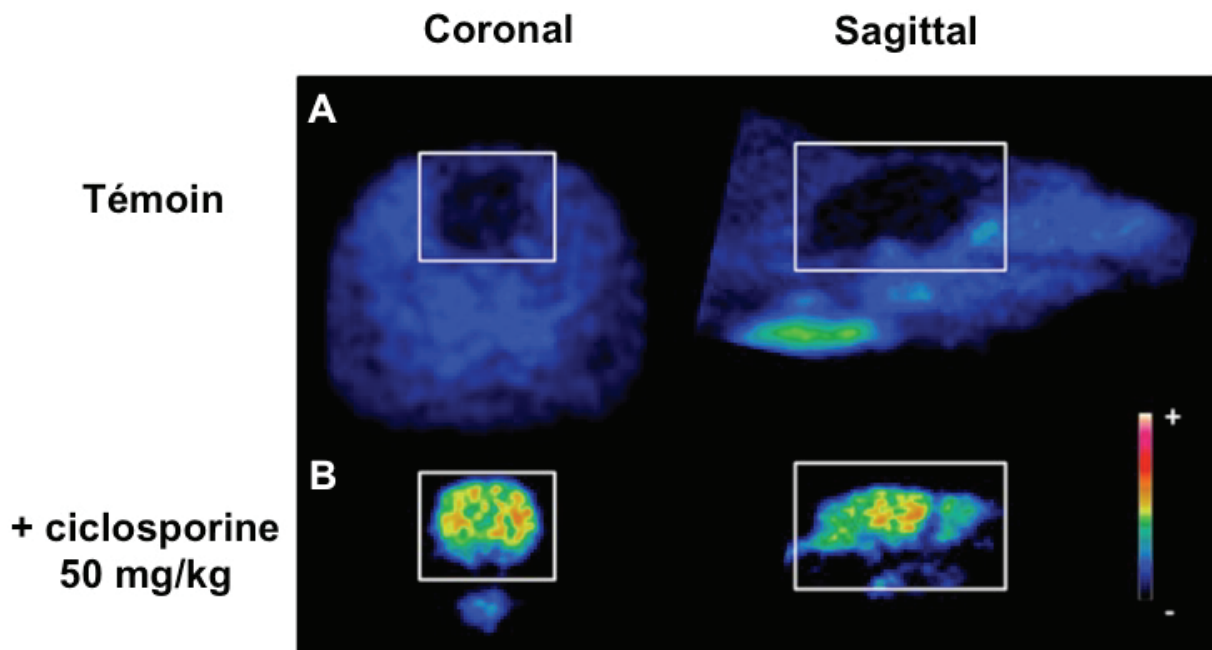 Coronal
Sagittal
A
Témoin
+
B
+ ciclosporine
50 mg/kg
-